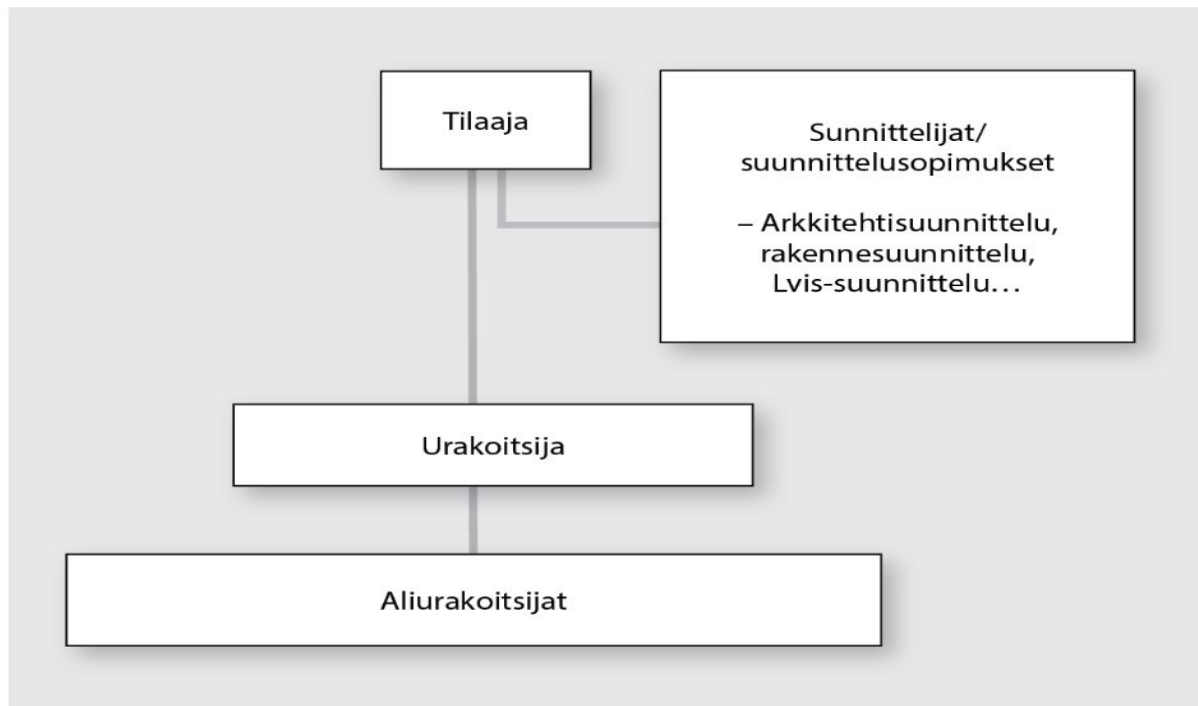 Tilaaja
Sunnittelijat/
suunnittelusopimukset
– Arkkitehtisuunnittelu,
rakennesuunnittelu,
Lvis-suunnittelu…
Urakoitsija
Aliurakoitsijat